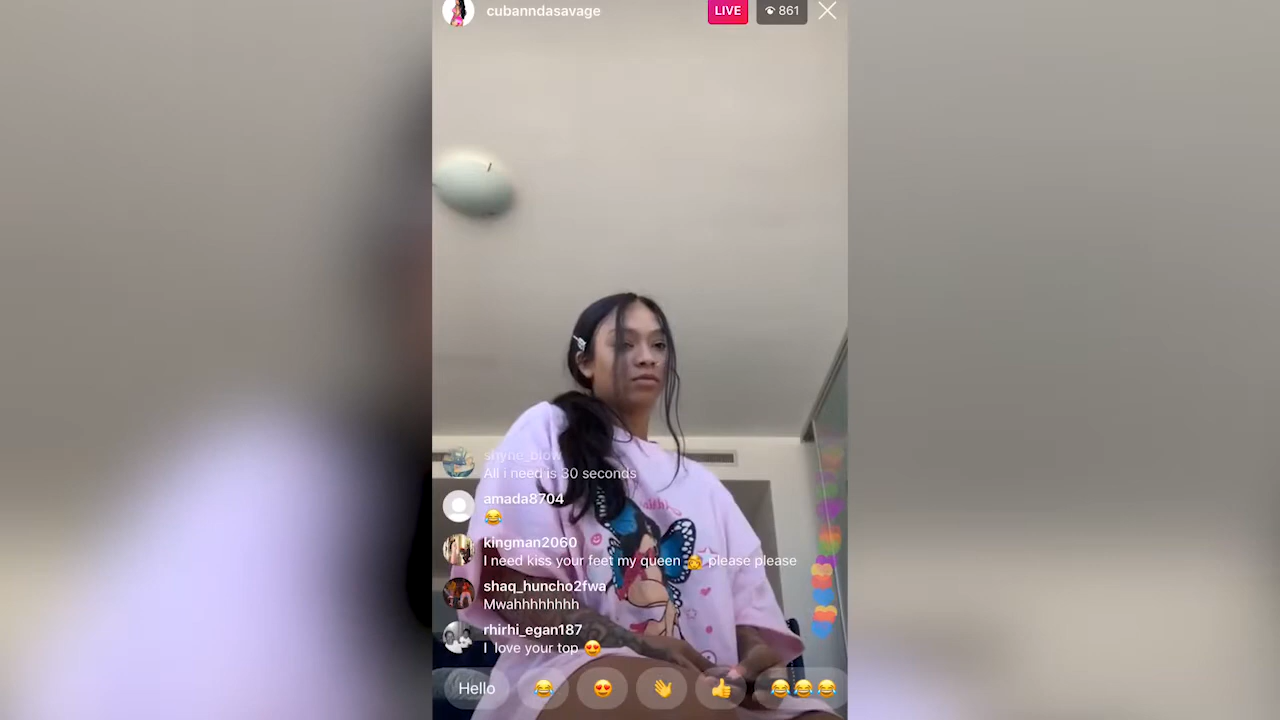 cubanndasavage
LIVE
861
shyne_blow
All i need is 30 seconds
amada8704
😂
kingman2060
I need kiss your feet my queen 🙇 please please
shaq_huncho2fwa
Mwahhhhhhhh
rhirhi_egan187
I love your top 😍
Hello 😂 😍 👋 👍 😂😂😂